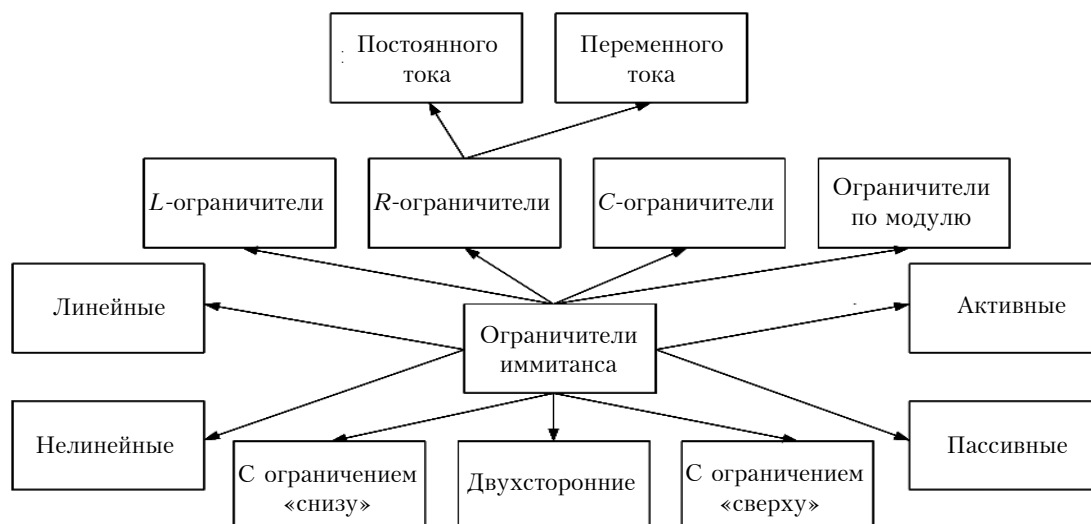 Постоянного
тока
Переменного
тока
L-ограничители
R-ограничители
C-ограничители
Ограничители
по модулю
Линейные
Ограничители
иммитанса
Активные
Нелинейные
С ограничением
«снизу»
Двухсторонние
С ограничением
«сверху»
Пассивные